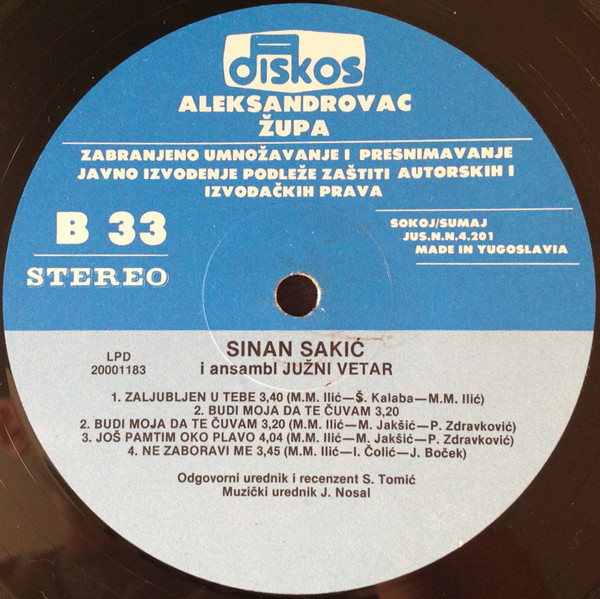 diskos
ALEKSANDROVAC
ŽUPA
ZABRANJENO UMNOŽAVANJE I PRESNIMAVANJE
JAVNO IZVOĐENJE PODLEŽE ZAŠTITI AUTORSKIH I
IZVOĐAČKIH PRAVA
B 33
STEREO
SOKOJ/SUMAJ
JUS.N.N.4.201
MADE IN YUGOSLAVIA
LPD
20001183
SINAN SAKIĆ
i ansambl JUŽNI VETAR
1. ZALJUBLJEN U TEBE 3,40 (M.M. Ilić—Š. Kalaba—M.M. Ilić)
2. BUDI MOJA DA TE ČUVAM 3,20
2. BUDI MOJA DA TE ČUVAM 3,20 (M.M. Ilić—M. Jakšić—P. Zdravković)
3. JOŠ PAMTIM OKO PLAVO 4,04 (M.M. Ilić—M. Jakšić—P. Zdravković)
4. NE ZABORAVI ME 3,45 (M.M. Ilić—I. Čolić—J. Boček)
Odgovorni urednik i recenzent S. Tomić
Muzički urednik J. Nosal